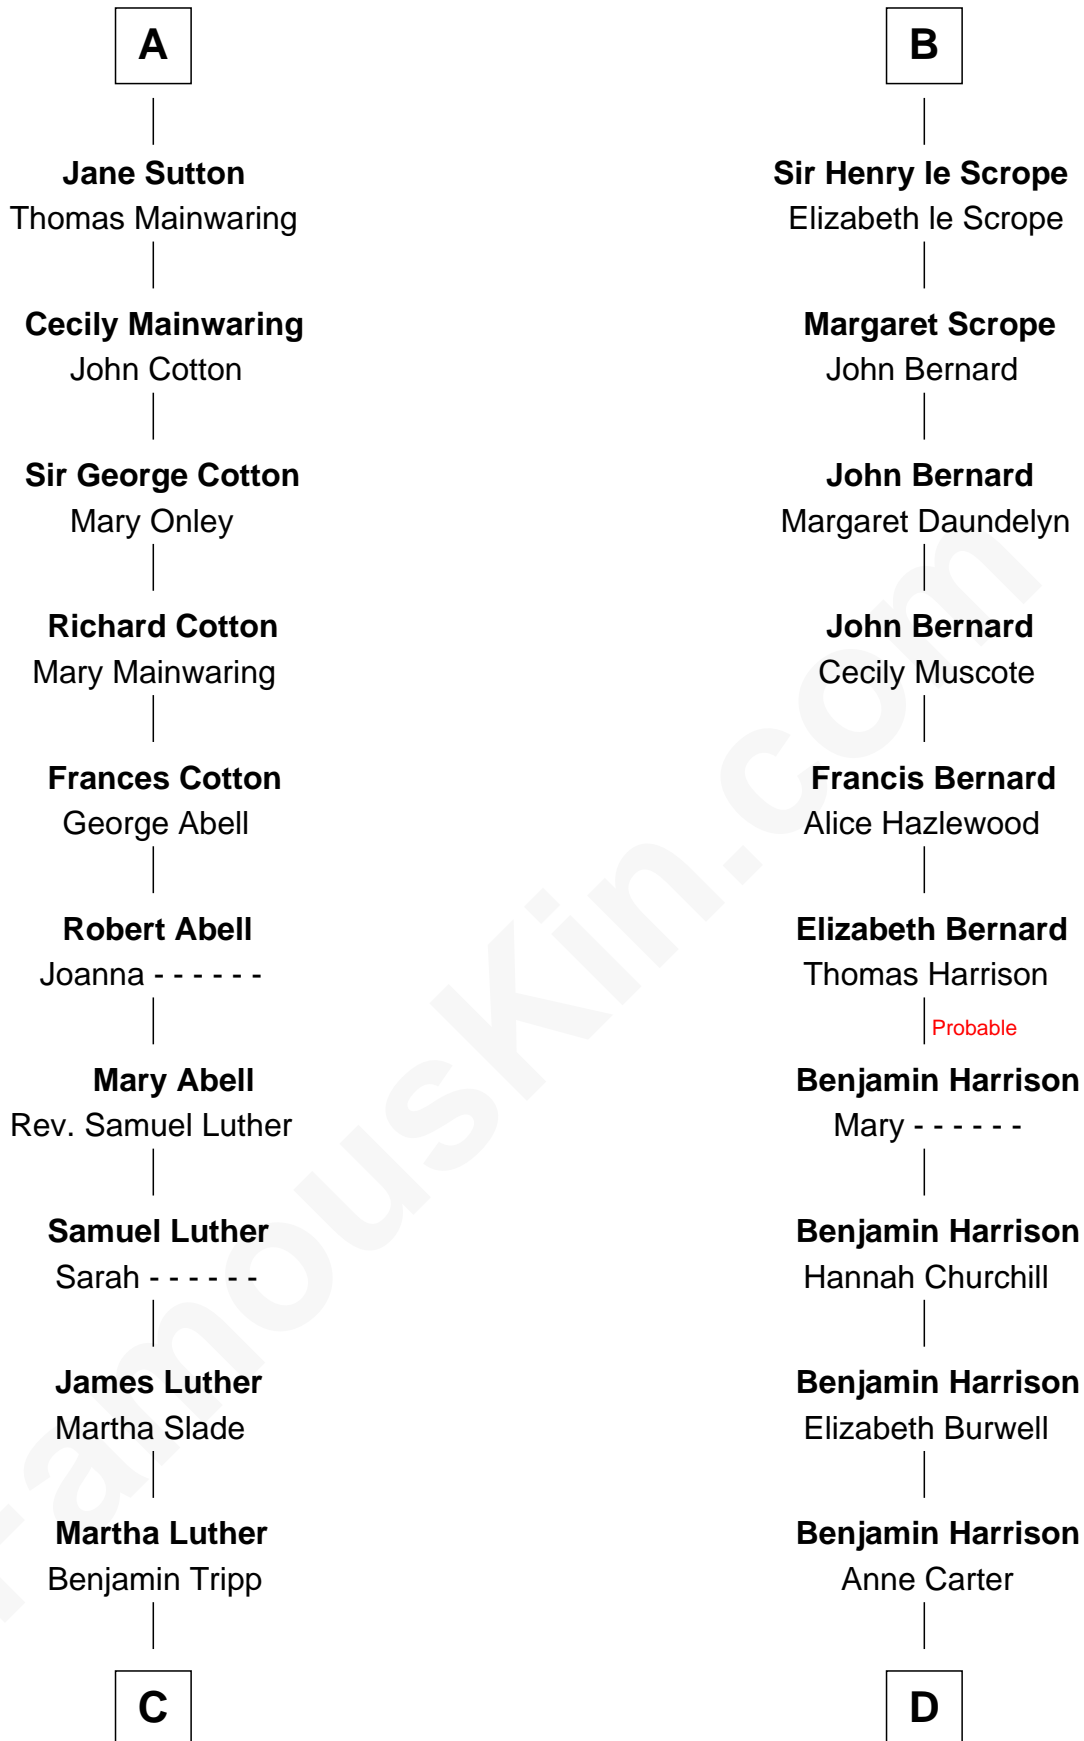 A
Jane Sutton
Thomas Mainwaring
Cecily Mainwaring
John Cotton
Sir George Cotton
Mary Onley
Richard Cotton
Mary Mainwaring
Frances Cotton
George Abell
Robert Abell
Joanna - - - - - -
Mary Abell
Rev. Samuel Luther
Samuel Luther
Sarah - - - - - -
James Luther
Martha Slade
Martha Luther
Benjamin Tripp
C
B
Sir Henry le Scrope
Elizabeth le Scrope
Margaret Scrope
John Bernard
John Bernard
Margaret Daundelyn
John Bernard
Cecily Muscote
Francis Bernard
Alice Hazlewood
Elizabeth Bernard
Thomas Harrison
Probable
Benjamin Harrison
Mary - - - - - -
Benjamin Harrison
Hannah Churchill
Benjamin Harrison
Elizabeth Burwell
Benjamin Harrison
Anne Carter
D
FamousKin.com